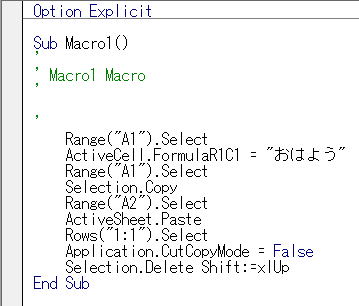 Option Explicit
Sub Macro1()
'
' Macro1 Macro
'
'
    Range("A1").Select
    ActiveCell.FormulaR1C1 = "おはよう"
    Range("A1").Select
    Selection.Copy
    Range("A2").Select
    ActiveSheet.Paste
    Rows("1:1").Select
    Application.CutCopyMode = False
    Selection.Delete Shift:=xlUp
End Sub